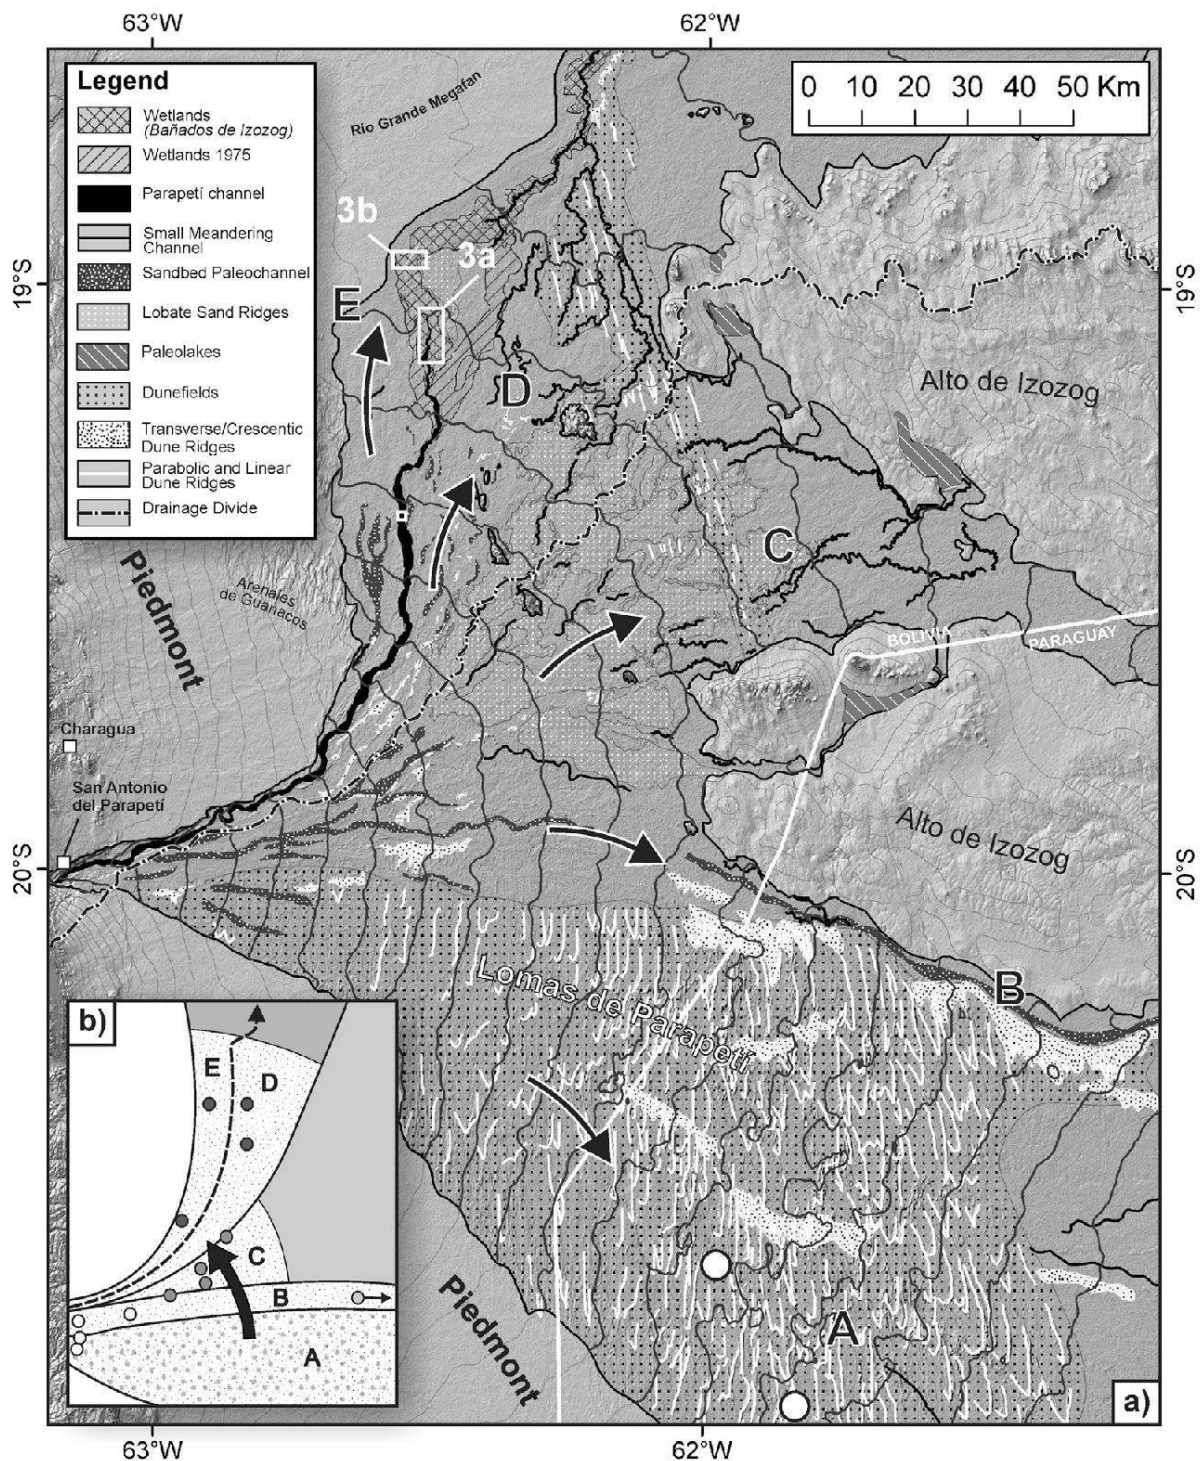 63°W
62°W
Legend
Wetlands
(Bañados de Izozog)
Wetlands 1975
Parapetí channel
Small Meandering
Channel
Sandbed Paleochannel
Lobate Sand Ridges
Paleolakes
Dunefields
Transverse/Crescentic
Dune Ridges
Parabolic and Linear
Dune Ridges
Drainage Divide
0 10 20 30 40 50 Km
Río Grande Megafan
3b
3a
19°S
19°S
E
D
Alto de Izozog
C
Piedmont
Arenales
de Guanacos
BOLIVIA
PARAGUAY
Charagua
San Antonio
del Parapetí
Alto de Izozog
20°S
20°S
Lomas de Parapetí
B
b)
E
D
C
B
A
Piedmont
A
a)
63°W
62°W